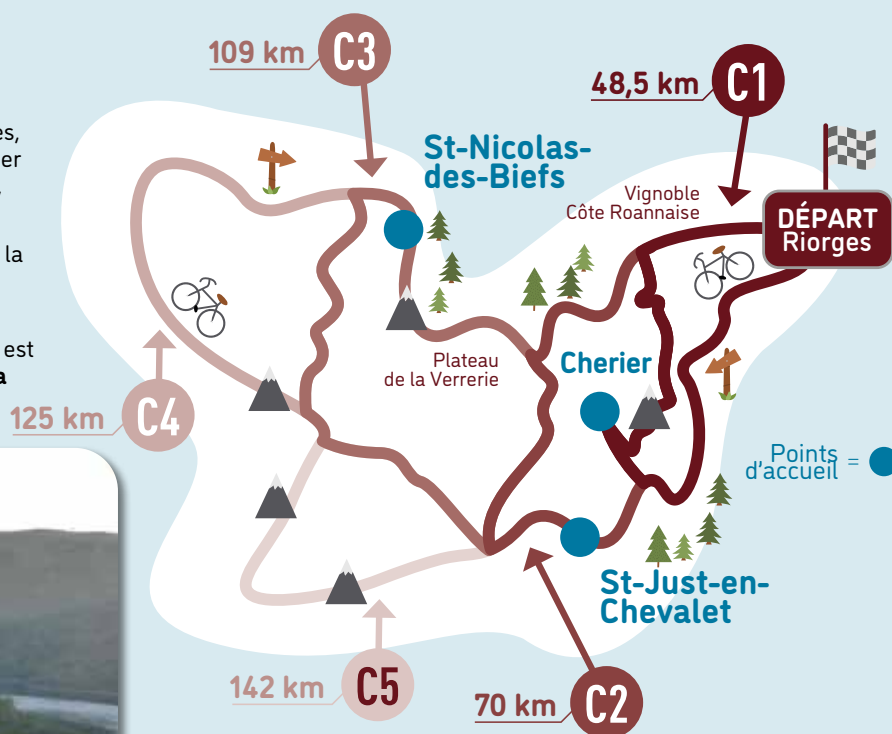 109 km
C3
48,5 km
C1
es,
er
la
est
a
St-Nicolas-
des-Biefs
Vignoble
Côte Roannaise
DÉPART
Riorges
Plateau
de la Verrerie
Cherier
125 km
C4
Points
d'accueil =
St-Just-en-
Chevalet
142 km
C5
70 km
C2